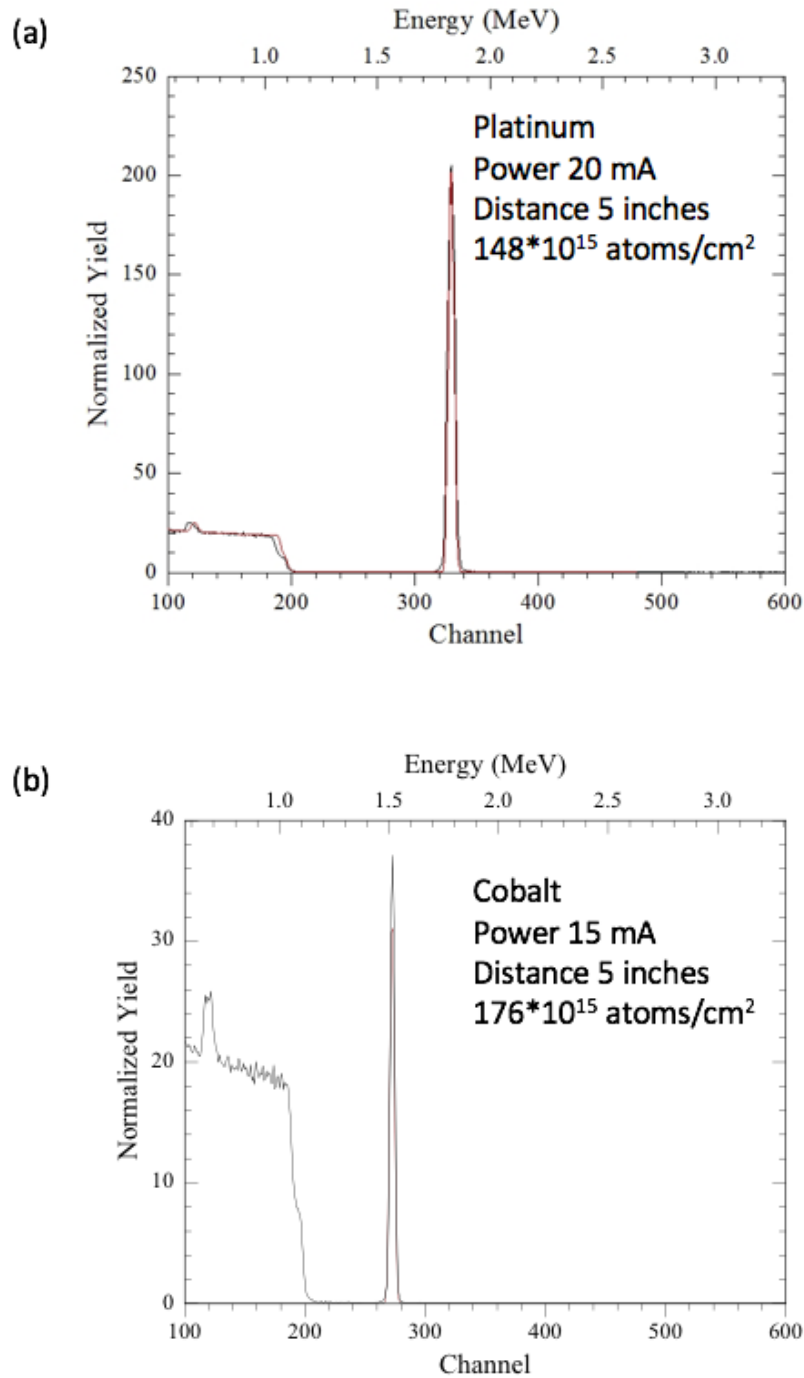 (a)
Energy (MeV)
1.0 1.5 2.0 2.5 3.0
250
200
150
100
50
0
Normalized Yield
Platinum
Power 20 mA
Distance 5 inches
148*10¹⁵ atoms/cm²
100 200 300 400 500 600
Channel
(b)
Energy (MeV)
1.0 1.5 2.0 2.5 3.0
40
30
20
10
0
Normalized Yield
Cobalt
Power 15 mA
Distance 5 inches
176*10¹⁵ atoms/cm²
100 200 300 400 500 600
Channel